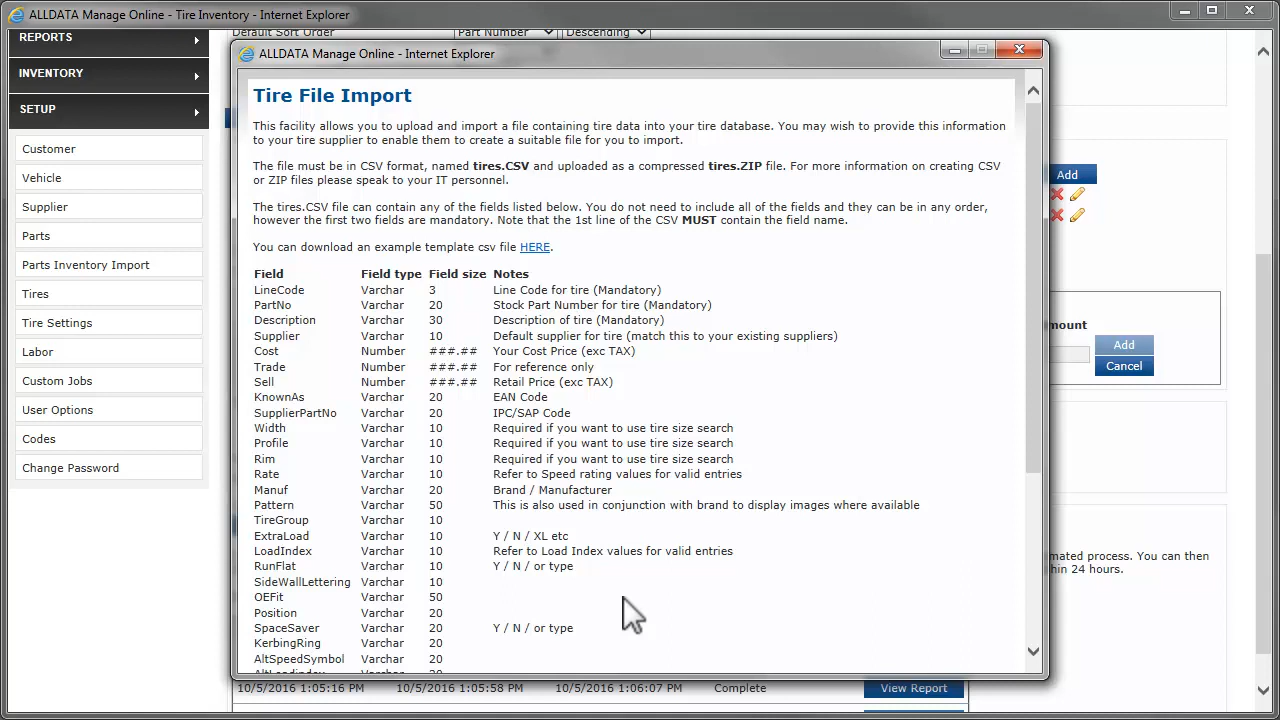 ALLDATA Manage Online - Tire Inventory - Internet Explorer
Default Sort Order Part Number Descending
REPORTS
INVENTORY
SETUP
Customer
Vehicle
Supplier
Parts
Parts Inventory Import
Tires
Tire Settings
Labor
Custom Jobs
User Options
Codes
Change Password
ALLDATA Manage Online - Internet Explorer
Tire File Import
This facility allows you to upload and import a file containing tire data into your tire database. You may wish to provide this information
to your tire supplier to enable them to create a suitable file for you to import.
The file must be in CSV format, named tires.CSV and uploaded as a compressed tires.ZIP file. For more information on creating CSV
or ZIP files please speak to your IT personnel.
The tires.CSV file can contain any of the fields listed below. You do not need to include all of the fields and they can be in any order,
however the first two fields are mandatory. Note that the 1st line of the CSV MUST contain the field name.
You can download an example template csv file HERE.
Field Field type Field size Notes
LineCode Varchar 3 Line Code for tire (Mandatory)
PartNo Varchar 20 Stock Part Number for tire (Mandatory)
Description Varchar 30 Description of tire (Mandatory)
Supplier Varchar 10 Default supplier for tire (match this to your existing suppliers)
Cost Number ###.## Your Cost Price (exc TAX)
Trade Number ###.## For reference only
Sell Number ###.## Retail Price (exc TAX)
KnownAs Varchar 20 EAN Code
SupplierPartNo Varchar 20 IPC/SAP Code
Width Varchar 10 Required if you want to use tire size search
Profile Varchar 10 Required if you want to use tire size search
Rim Varchar 10 Required if you want to use tire size search
Rate Varchar 10 Refer to Speed rating values for valid entries
Manuf Varchar 20 Brand / Manufacturer
Pattern Varchar 50 This is also used in conjunction with brand to display images where available
TireGroup Varchar 10
ExtraLoad Varchar 10 Y / N / XL etc
LoadIndex Varchar 10 Refer to Load Index values for valid entries
RunFlat Varchar 10 Y / N / or type
SideWallLettering Varchar 10
OEFit Varchar 50
Position Varchar 20
SpaceSaver Varchar 20 Y / N / or type
KerbingRing Varchar 20
AltSpeedSymbol Varchar 20
AltLoadindex Varchar 20
Add
mount
Add
Cancel
mated process. You can then
hin 24 hours.
10/5/2016 1:05:16 PM 10/5/2016 1:05:58 PM 10/5/2016 1:06:07 PM Complete View Report